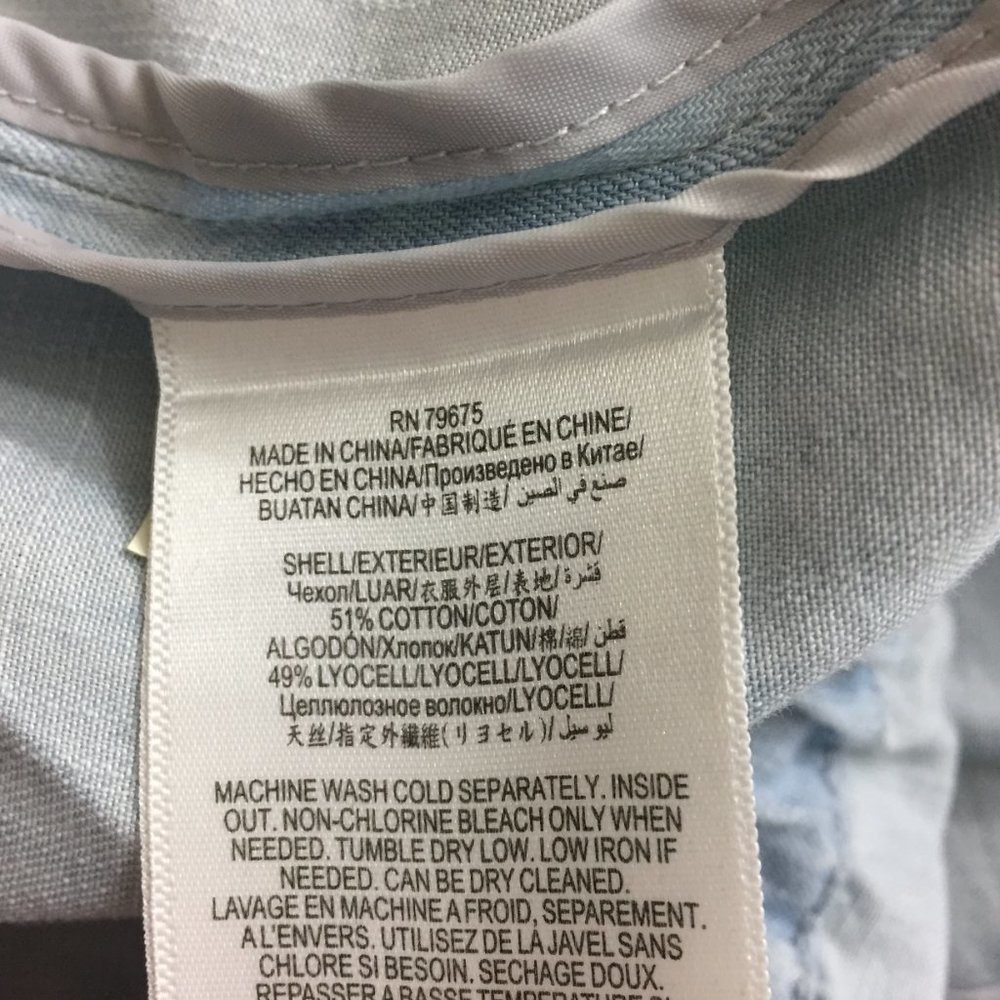 RN 79675
MADE IN CHINA/FABRIQUÉ EN CHINE/
HECHO EN CHINA/Произведено в Китае/
BUATAN CHINA/中国制造/ صنع في الصين
SHELL/EXTERIEUR/EXTERIOR/
Чехол/LUAR/衣服外层/表地/ قشرة
51% COTTON/COTON/
ALGODÓN/Хлопок/KATUN/棉/綿/ قطن
49% LYOCELL/LYOCELL/LYOCELL/
Целлюлозное волокно/LYOCELL/
天丝/指定外繊維(リヨセル)/ ليوسيل
MACHINE WASH COLD SEPARATELY. INSIDE
OUT. NON-CHLORINE BLEACH ONLY WHEN
NEEDED. TUMBLE DRY LOW. LOW IRON IF
NEEDED. CAN BE DRY CLEANED.
LAVAGE EN MACHINE A FROID, SEPAREMENT.
A L'ENVERS. UTILISEZ DE LA JAVEL SANS
CHLORE SI BESOIN. SECHAGE DOUX.
REPASSER A BASSE TEMPERATURE SI